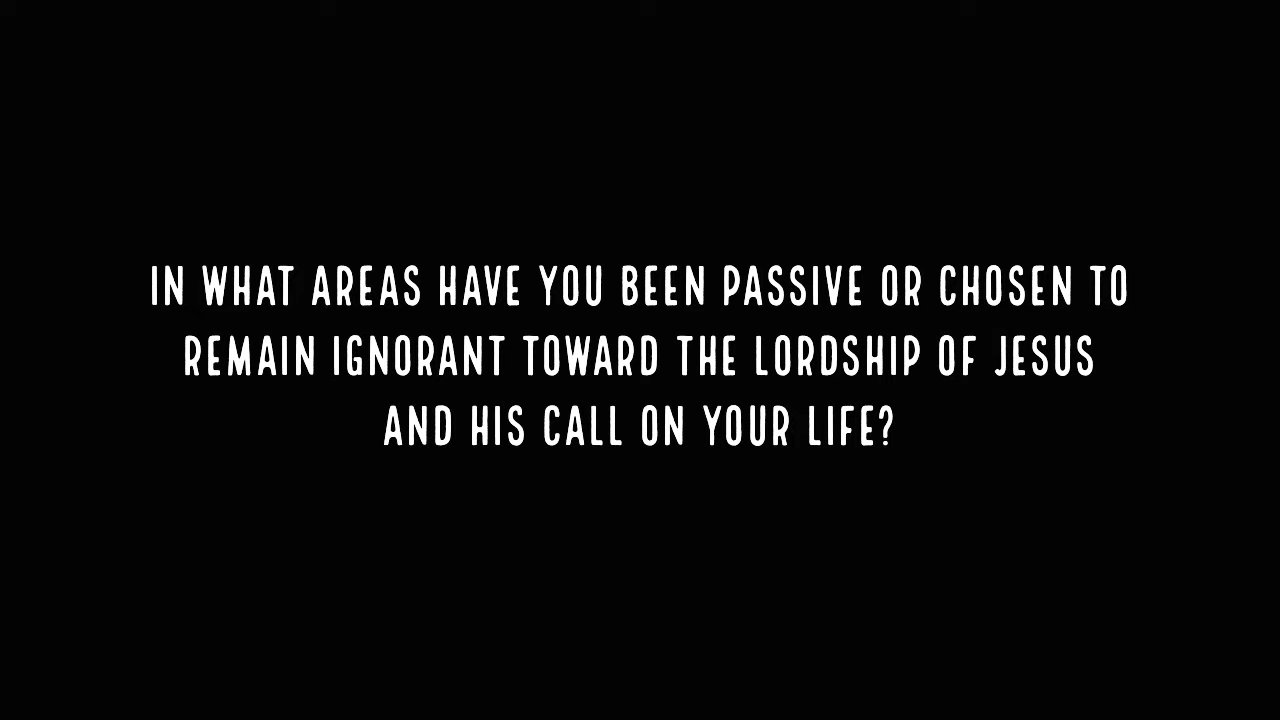 IN WHAT AREAS HAVE YOU BEEN PASSIVE OR CHOSEN TO
REMAIN IGNORANT TOWARD THE LORDSHIP OF JESUS
AND HIS CALL ON YOUR LIFE?